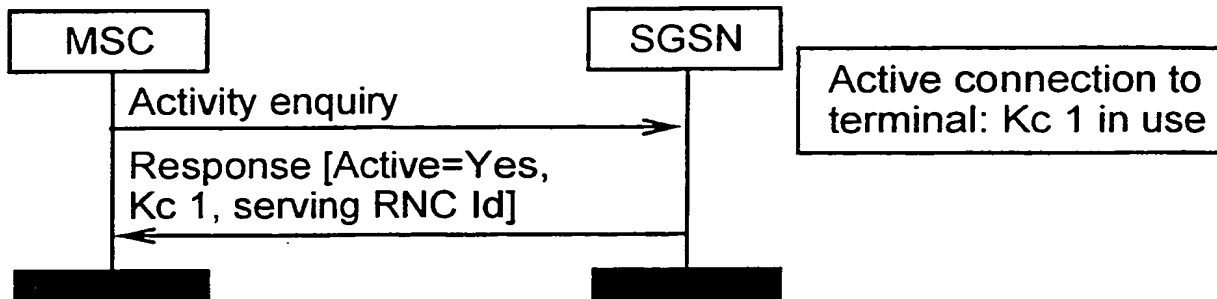 MSC
SGSN
Active connection to
terminal: Kc 1 in use
Activity enquiry
Response [Active=Yes,
Kc 1, serving RNC Id]